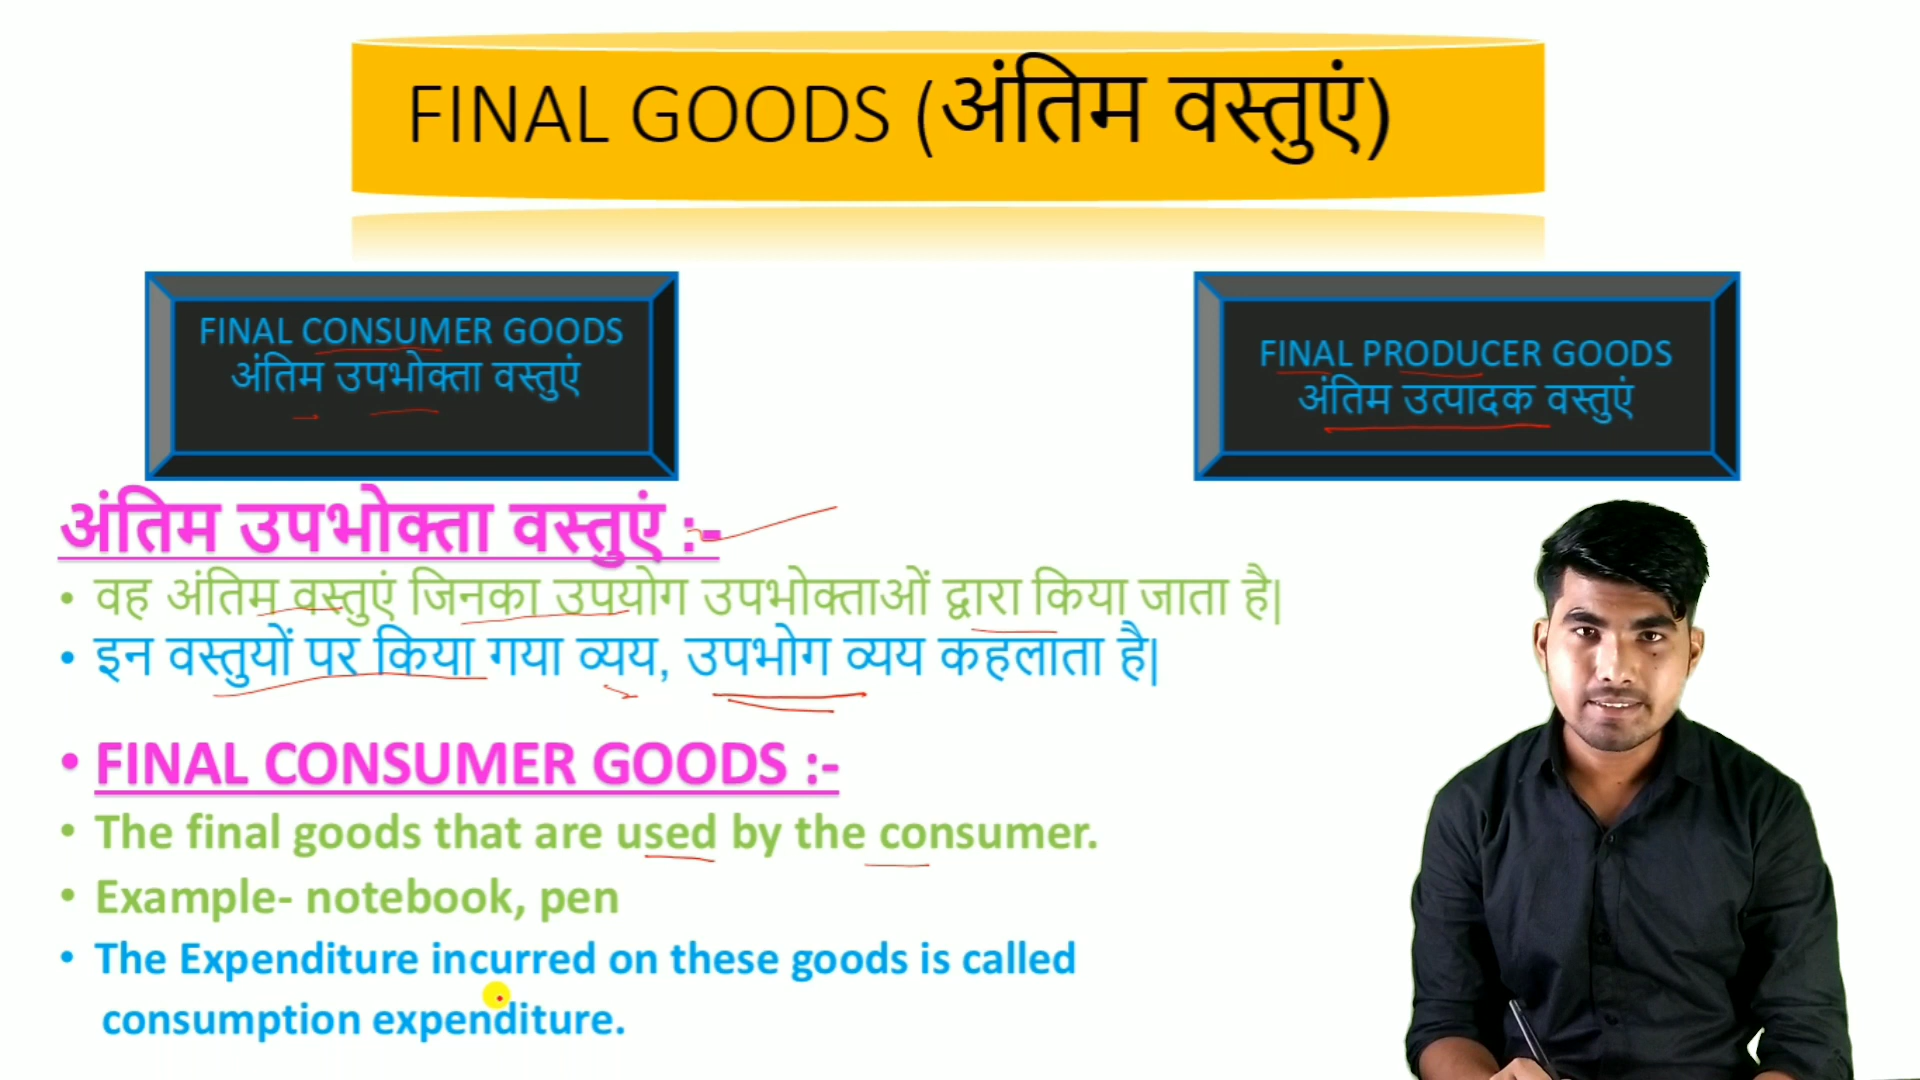 FINAL GOODS (अंतिम वस्तुएं)
FINAL CONSUMER GOODS
अंतिम उपभोक्ता वस्तुएं
FINAL PRODUCER GOODS
अंतिम उत्पादक वस्तुएं
अंतिम उपभोक्ता वस्तुएं :-
• वह अंतिम वस्तुएं जिनका उपयोग उपभोक्ताओं द्वारा किया जाता है|
• इन वस्तुयों पर किया गया व्यय, उपभोग व्यय कहलाता है|
• FINAL CONSUMER GOODS :-
• The final goods that are used by the consumer.
• Example- notebook, pen
• The Expenditure incurred on these goods is called
consumption expenditure.